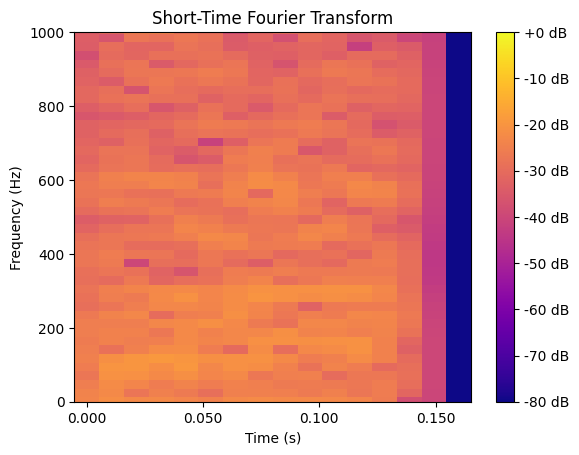 Short-Time Fourier Transform
1000
800
600
400
200
0
Frequency (Hz)
0.000
0.050
0.100
0.150
Time (s)
+0 dB
-10 dB
-20 dB
-30 dB
-40 dB
-50 dB
-60 dB
-70 dB
-80 dB